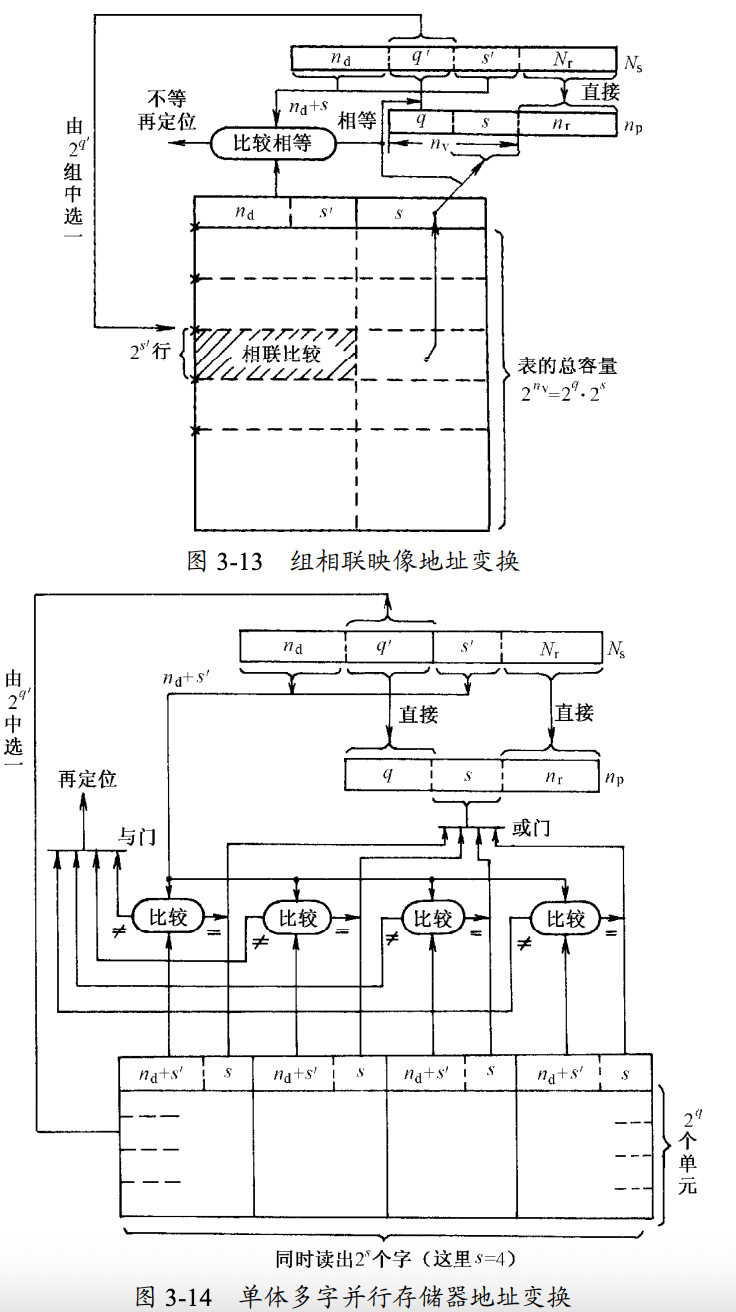 n_d q' s' N_r N_s
不等
再定位
n_d+s
相等
直接
比较相等
q s n_r n_p
n_v
由2^q'组中选一
n_d s' s
2^s'行
相联比较
表的总容量
2^n_v=2^q·2^s
图 3-13 组相联映像地址变换
n_d q' s' N_r N_s
n_d+s'
直接 直接
由2^q'中选一
q s n_r n_p
再定位
与门
或门
比较 比较 比较 比较
≠ = ≠ = ≠ = ≠ =
n_d+s' s n_d+s' s n_d+s' s n_d+s' s
2^q个单元
同时读出2^s个字（这里s=4）
图 3-14 单体多字并行存储器地址变换